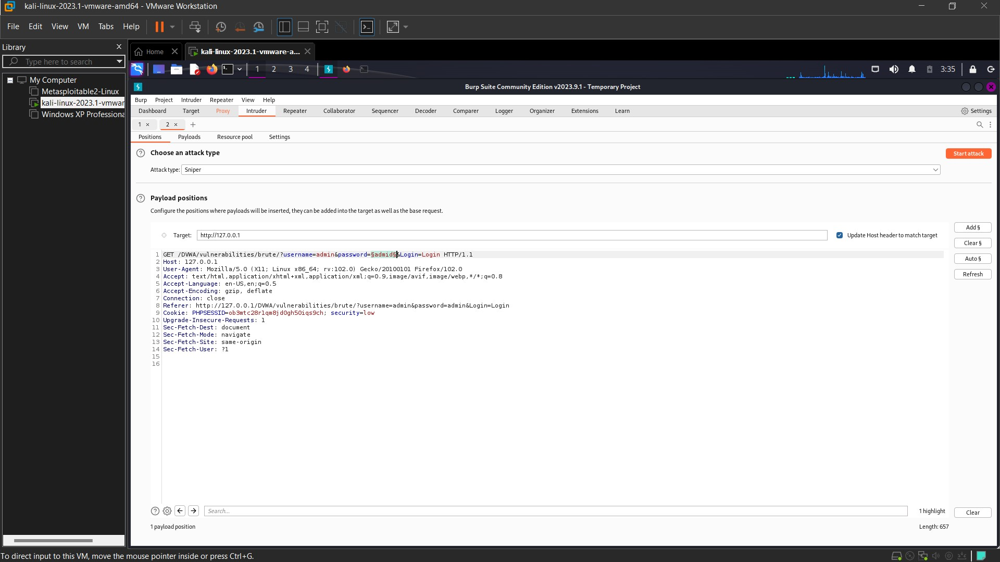 kali-linux-2023.1-vmware-amd64 - VMware Workstation
File Edit View VM Tabs Help
Library
Type here to search
My Computer
Metasploitable2-Linux
kali-linux-2023.1-vmwar
Windows XP Professiona
Home
kali-linux-2023.1-vmware-a...
1 2 3 4
3:35
Burp Suite Community Edition v2023.9.1 - Temporary Project
Burp Project Intruder Repeater View Help
Dashboard Target Proxy Intruder Repeater Collaborator Sequencer Decoder Comparer Logger Organizer Extensions Learn Settings
1 × 2 × +
Positions Payloads Resource pool Settings
Choose an attack type
Start attack
Attack type: Sniper
Payload positions
Configure the positions where payloads will be inserted, they can be added into the target as well as the base request.
Target: http://127.0.0.1
Update Host header to match target
Add §
Clear §
Auto §
Refresh
1 GET /DVWA/vulnerabilities/brute/?username=admin&password=§admid§&Login=Login HTTP/1.1
2 Host: 127.0.0.1
3 User-Agent: Mozilla/5.0 (X11; Linux x86_64; rv:102.0) Gecko/20100101 Firefox/102.0
4 Accept: text/html,application/xhtml+xml,application/xml;q=0.9,image/avif,image/webp,*/*;q=0.8
5 Accept-Language: en-US,en;q=0.5
6 Accept-Encoding: gzip, deflate
7 Connection: close
8 Referer: http://127.0.0.1/DVWA/vulnerabilities/brute/?username=admin&password=admin&Login=Login
9 Cookie: PHPSESSID=ob3mtc28r1qm8jd0gh50iqs9ch; security=low
10 Upgrade-Insecure-Requests: 1
11 Sec-Fetch-Dest: document
12 Sec-Fetch-Mode: navigate
13 Sec-Fetch-Site: same-origin
14 Sec-Fetch-User: ?1
15
16
Search...
1 highlight
Clear
1 payload position
Length: 657
To direct input to this VM, move the mouse pointer inside or press Ctrl+G.